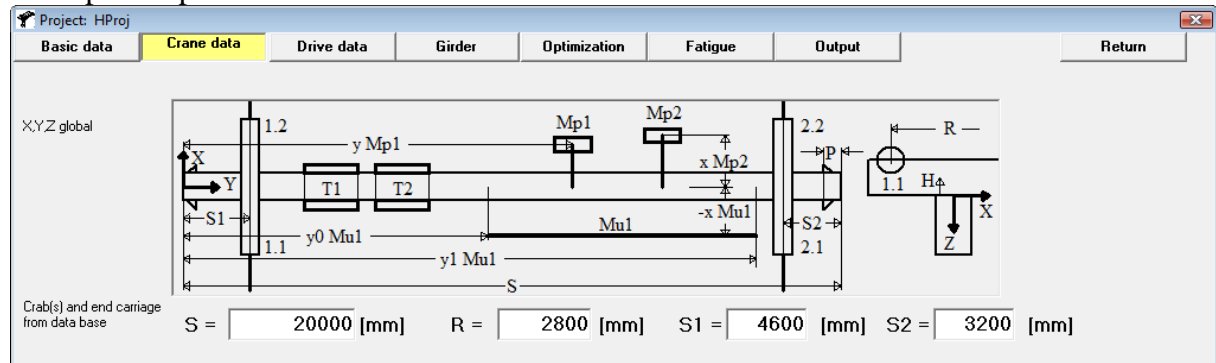 Project: HProj
Basic data Crane data Drive data Girder Optimization Fatigue Output Return
X,Y,Z global
1.2 Mp1 Mp2 2.2 R
y Mp1 P
X x Mp2 1.1 H
Y T1 T2 X
S1 -x Mu1 S2
y0 Mu1 Mu1 Z
1.1 y1 Mu1 2.1
S
Crab(s) and end carriage
from data base
S = 20000 [mm] R = 2800 [mm] S1 = 4600 [mm] S2 = 3200 [mm]